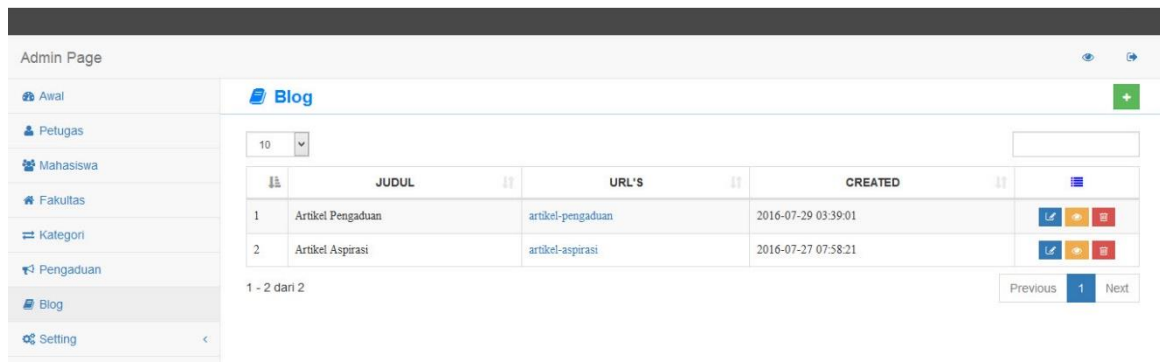 Admin Page
Awal
Petugas
Mahasiswa
Fakultas
Kategori
Pengaduan
Blog
Setting
Blog
10
JUDUL URL'S CREATED
1 Artikel Pengaduan artikel-pengaduan 2016-07-29 03:39:01
2 Artikel Aspirasi artikel-aspirasi 2016-07-27 07:58:21
1 - 2 dari 2
Previous 1 Next